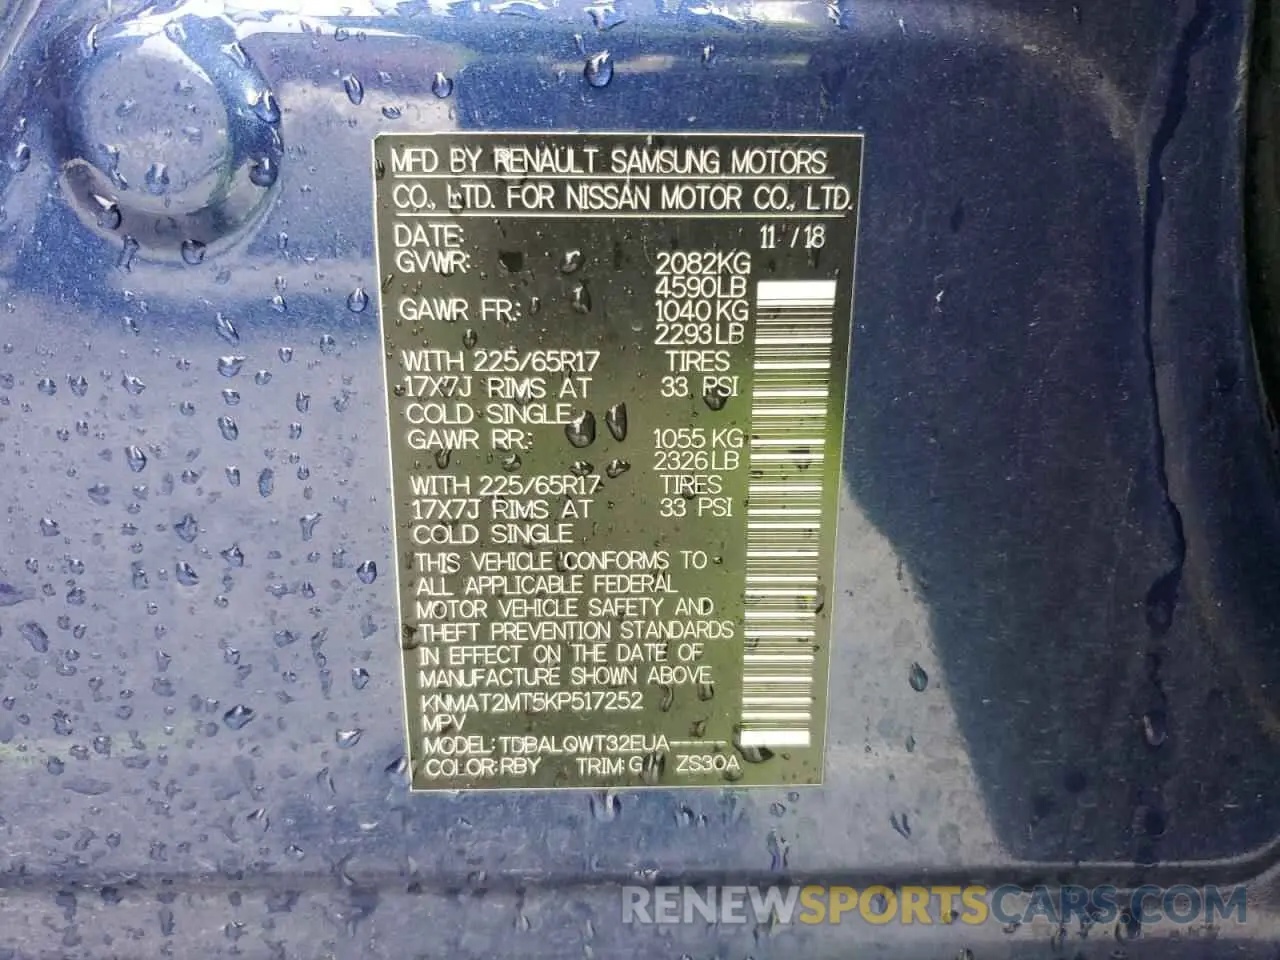 MFD BY RENAULT SAMSUNG MOTORS
CO., LTD. FOR NISSAN MOTOR CO., LTD.
DATE: 11 /18
GVWR: 2082KG
4590LB
GAWR FR: 1040 KG
2293LB
WITH 225/65R17 TIRES
17X7J RIMS AT 33 PSI
COLD SINGLE
GAWR RR: 1055 KG
2326LB
WITH 225/65R17 TIRES
17X7J RIMS AT 33 PSI
COLD SINGLE
THIS VEHICLE CONFORMS TO
ALL APPLICABLE FEDERAL
MOTOR VEHICLE SAFETY AND
THEFT PREVENTION STANDARDS
IN EFFECT ON THE DATE OF
MANUFACTURE SHOWN ABOVE.
KNMAT2MT5KP517252
MPV
MODEL: TDBALQWT32EUA-----
COLOR: RBY TRIM: G ZS30A
RENEWSPORTSCARS.COM